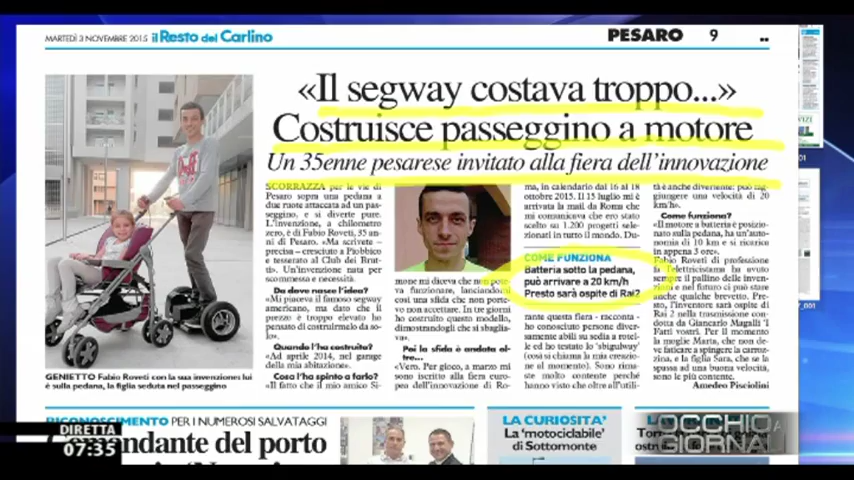 MARTEDÌ 3 NOVEMBRE 2015 il Resto del Carlino
PESARO 9 ••
«Il segway costava troppo...»
Costruisce passeggino a motore
Un 35enne pesarese invitato alla fiera dell'innovazione
SCORRAZZA per le vie di
Pesaro sopra una pedana a
due ruote attaccata ad un pas-
seggino, e si diverte pure.
L'invenzione, a chilometro
zero, è di Fabio Roveti, 35 an-
ni di Pesaro. «Ma scrivete -
precisa - cresciuto a Piobbico
e tesserato al Club dei Brut-
ti». Un'invenzione nata per
scommessa e necessità.
Da dove nasce l'idea?
«Mi piaceva il famoso segway
americano, ma dato che il
prezzo è troppo elevato ho
pensato di costruirmelo da so-
lo».
Quando l'ha costruita?
«Ad aprile 2014, nel garage
della mia abitazione».
Cosa l'ha spinto a farlo?
«Il fatto che il mio amico Si-
mone mi diceva che non pote-
va funzionare, lanciandomi
così una sfida che non pote-
vo non accettare. In tre giorni
ho costruito questo modello,
dimostrandogli che si sbaglia-
va».
Poi la sfida è andata ol-
tre...
«Vero. Per gioco, a marzo mi
sono iscritto alla fiera euro-
pea dell'innovazione di Ro-
ma, in calendario dal 16 al 18
ottobre 2015. Il 15 luglio mi è
arrivata la mail da Roma che
mi comunicava che ero stato
scelto su 1.200 progetti sele-
zionati in tutto il mondo. Du-
COME FUNZIONA
Batteria sotto la pedana,
può arrivare a 20 km/h
Presto sarà ospite di Rai2
rante questa fiera - racconta -
ho conosciuto persone diver-
samente abili su sedia a rotel-
le ed ho testato lo 'sbigulway'
(così si chiama la mia creazio-
ne al momento). Sono rima-
ste molto contente perché
hanno visto che oltre all'utili-
tà è anche divertente: può rag-
giungere una velocità di 20
km/h».
Come funziona?
«Il motore a batteria è posizio-
nato sulla pedana, ha un'auto-
nomia di 10 km e si ricarica
in appena 3 ore».
Fabio Roveti di professione
fa l'elettricista ma ha avuto
sempre il pallino delle inven-
zioni e nel futuro ci può stare
anche qualche brevetto. Pre-
sto, l'inventore sarà ospite di
Rai 2 nella trasmissione con-
dotta da Giancarlo Magalli 'I
Fatti vostri'. Per il momento
la moglie Marta, che non de-
ve faticare a spingere la carroz-
zina, e la figlia Sara, che se la
spassa ad una buona velocità,
sono le più contente.
Amedeo Pisciolini
GENIETTO Fabio Roveti con la sua invenzione: lui
è sulla pedana, la figlia seduta nel passeggino
RICONOSCIMENTO PER I NUMEROSI SALVATAGGI
mandante del porto
LA CURIOSITA'
La 'motociclabile'
di Sottomonte
DIRETTA
07:35
OCCHIO AI
GIORNALI